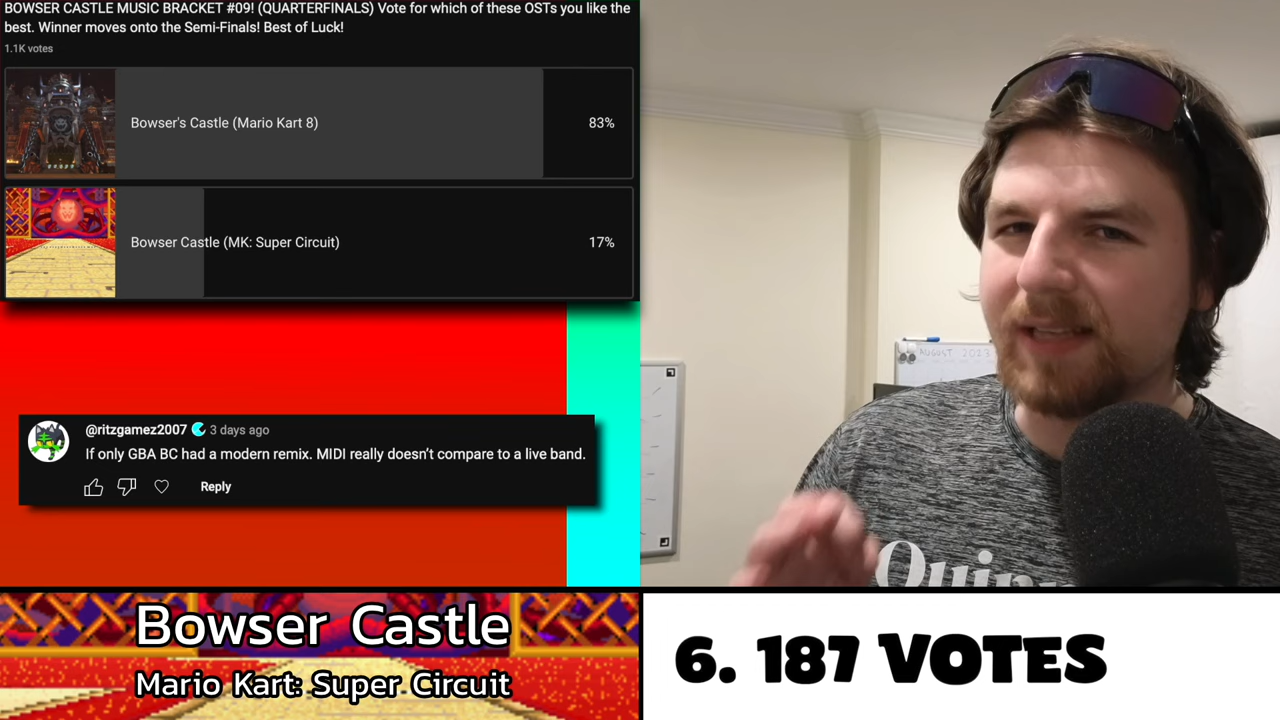 BOWSER CASTLE MUSIC BRACKET #09! (QUARTERFINALS) Vote for which of these OSTs you like the
best. Winner moves onto the Semi-Finals! Best of Luck!
1.1K votes
Bowser's Castle (Mario Kart 8)
83%
Bowser Castle (MK: Super Circuit)
17%
@ritzgamez2007 3 days ago
If only GBA BC had a modern remix. MIDI really doesn't compare to a live band.
Reply
AUGUST 2023
Bowser Castle
Mario Kart: Super Circuit
6. 187 VOTES